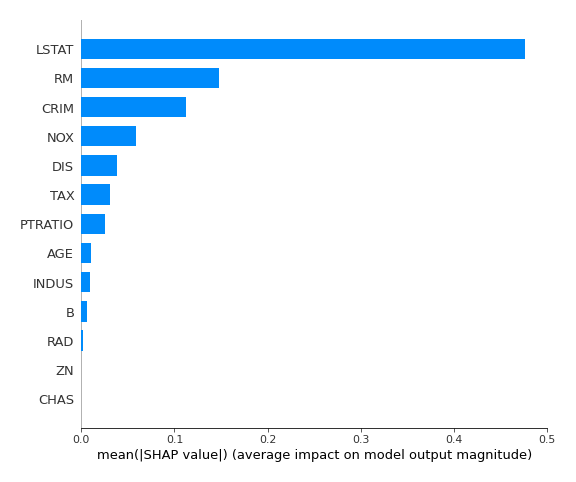 LSTAT
RM
CRIM
NOX
DIS
TAX
PTRATIO
AGE
INDUS
B
RAD
ZN
CHAS
0.0 0.1 0.2 0.3 0.4 0.5
mean(|SHAP value|) (average impact on model output magnitude)